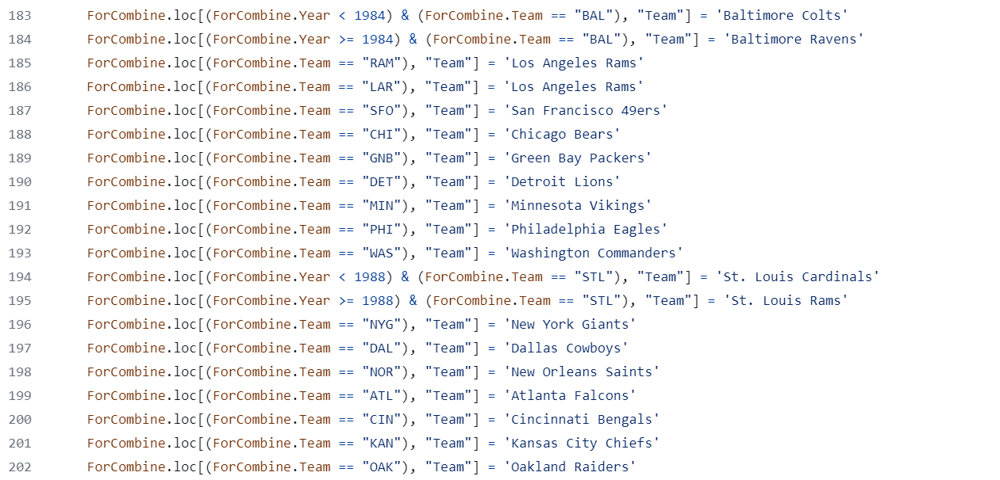 183 ForCombine.loc[(ForCombine.Year < 1984) & (ForCombine.Team == "BAL"), "Team"] = 'Baltimore Colts'
184 ForCombine.loc[(ForCombine.Year >= 1984) & (ForCombine.Team == "BAL"), "Team"] = 'Baltimore Ravens'
185 ForCombine.loc[(ForCombine.Team == "RAM"), "Team"] = 'Los Angeles Rams'
186 ForCombine.loc[(ForCombine.Team == "LAR"), "Team"] = 'Los Angeles Rams'
187 ForCombine.loc[(ForCombine.Team == "SFO"), "Team"] = 'San Francisco 49ers'
188 ForCombine.loc[(ForCombine.Team == "CHI"), "Team"] = 'Chicago Bears'
189 ForCombine.loc[(ForCombine.Team == "GNB"), "Team"] = 'Green Bay Packers'
190 ForCombine.loc[(ForCombine.Team == "DET"), "Team"] = 'Detroit Lions'
191 ForCombine.loc[(ForCombine.Team == "MIN"), "Team"] = 'Minnesota Vikings'
192 ForCombine.loc[(ForCombine.Team == "PHI"), "Team"] = 'Philadelphia Eagles'
193 ForCombine.loc[(ForCombine.Team == "WAS"), "Team"] = 'Washington Commanders'
194 ForCombine.loc[(ForCombine.Year < 1988) & (ForCombine.Team == "STL"), "Team"] = 'St. Louis Cardinals'
195 ForCombine.loc[(ForCombine.Year >= 1988) & (ForCombine.Team == "STL"), "Team"] = 'St. Louis Rams'
196 ForCombine.loc[(ForCombine.Team == "NYG"), "Team"] = 'New York Giants'
197 ForCombine.loc[(ForCombine.Team == "DAL"), "Team"] = 'Dallas Cowboys'
198 ForCombine.loc[(ForCombine.Team == "NOR"), "Team"] = 'New Orleans Saints'
199 ForCombine.loc[(ForCombine.Team == "ATL"), "Team"] = 'Atlanta Falcons'
200 ForCombine.loc[(ForCombine.Team == "CIN"), "Team"] = 'Cincinnati Bengals'
201 ForCombine.loc[(ForCombine.Team == "KAN"), "Team"] = 'Kansas City Chiefs'
202 ForCombine.loc[(ForCombine.Team == "OAK"), "Team"] = 'Oakland Raiders'